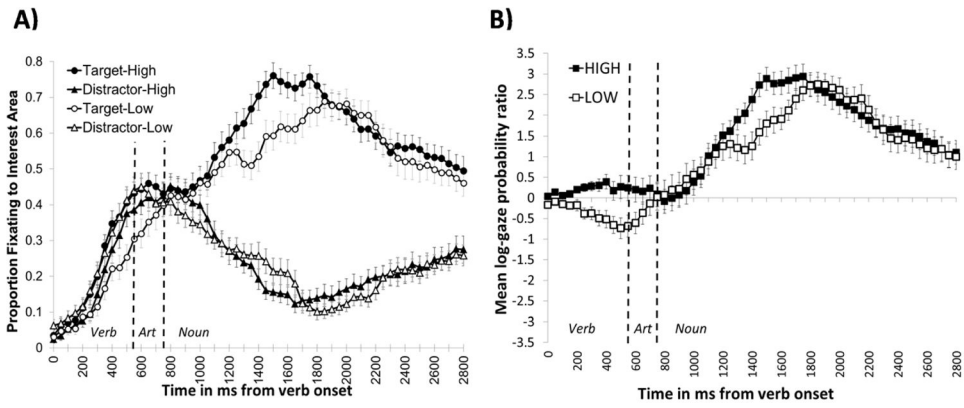 A)
Proportion Fixating to Interest Area
0.8
0.7
0.6
0.5
0.4
0.3
0.2
0.1
0
Target-High
Distractor-High
Target-Low
Distractor-Low
Verb Art Noun
0 200 400 600 800 1000 1200 1400 1600 1800 2000 2200 2400 2600 2800
Time in ms from verb onset
B)
Mean log-gaze probability ratio
3.5
3
2.5
2
1.5
1
0.5
0
-0.5
-1
-1.5
-2
-2.5
-3
-3.5
HIGH
LOW
Verb Art Noun
0 200 400 600 800 1000 1200 1400 1600 1800 2000 2200 2400 2600 2800
Time in ms from verb onset